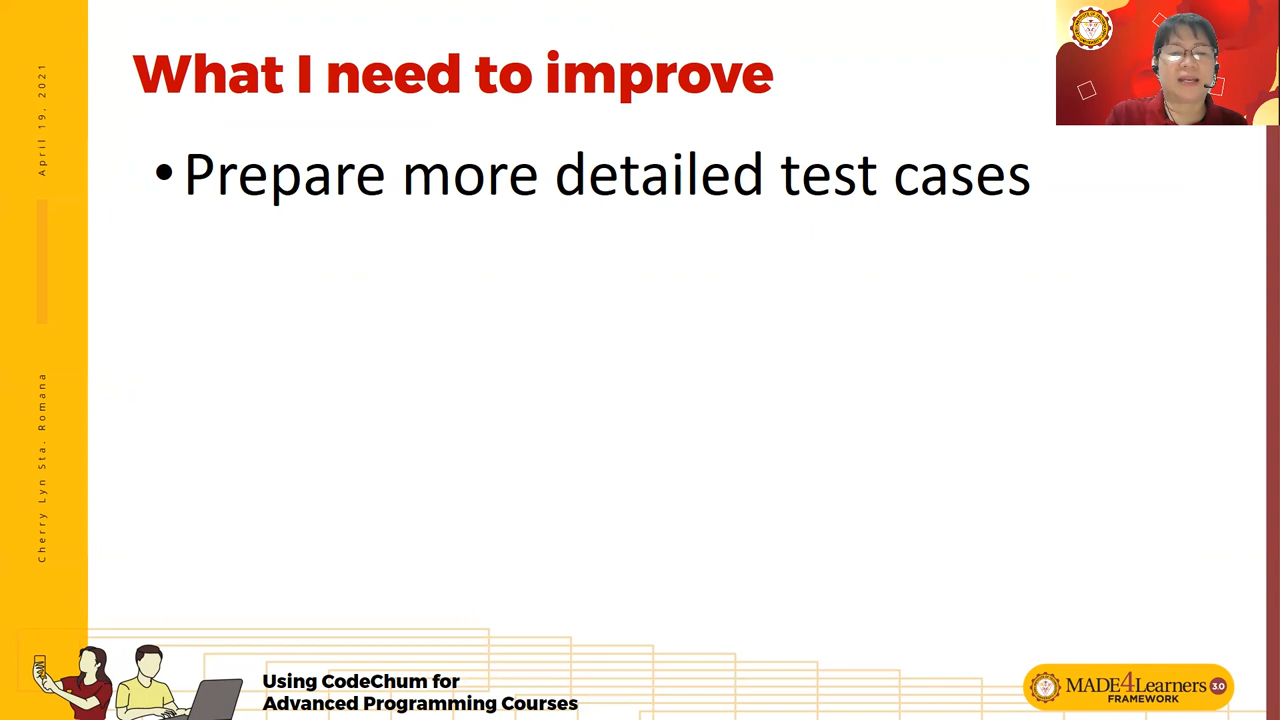 What I need to improve
• Prepare more detailed test cases
April 19, 2021
Cherry Lyn Sta. Romana
Using CodeChum for
Advanced Programming Courses
MADE4Learners 3.0
FRAMEWORK